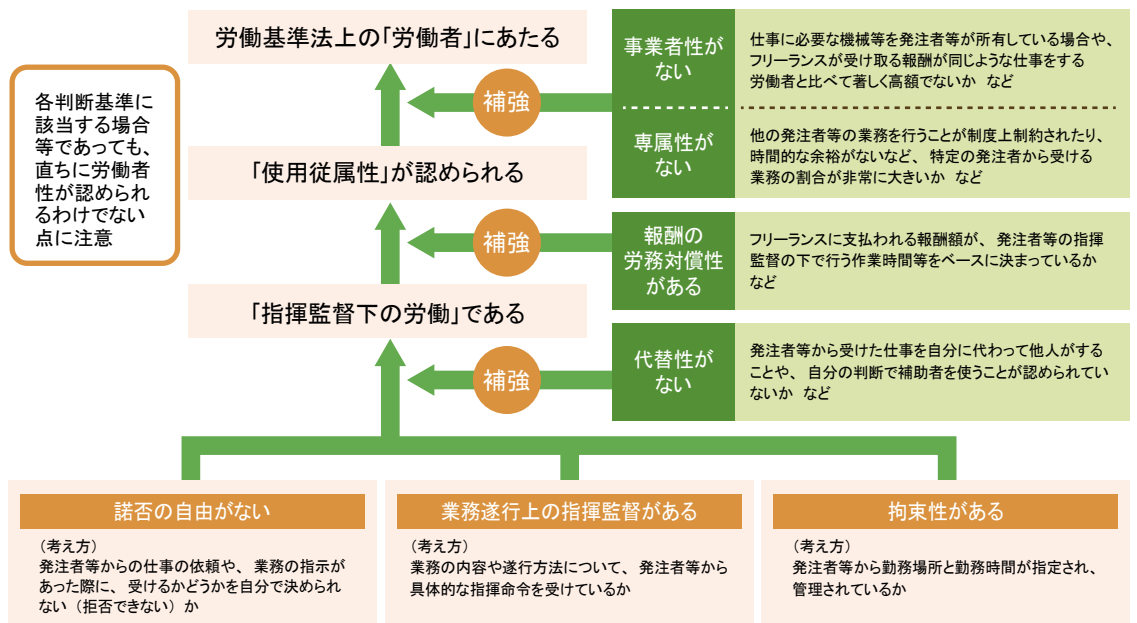 労働基準法上の「労働者」にあたる
各判断基準に
該当する場合
等であっても、
直ちに労働者
性が認められ
るわけでない
点に注意
補強
事業者性が
ない
仕事に必要な機械等を発注者等が所有している場合や、
フリーランスが受け取る報酬が同じような仕事をする
労働者と比べて著しく高額でないか など
専属性が
ない
他の発注者等の業務を行うことが制度上制約されたり、
時間的な余裕がないなど、特定の発注者から受ける
業務の割合が非常に大きいか など
「使用従属性」が認められる
補強
報酬の
労務対償性
がある
フリーランスに支払われる報酬額が、発注者等の指揮
監督の下で行う作業時間等をベースに決まっているか
など
「指揮監督下の労働」である
補強
代替性が
ない
発注者等から受けた仕事を自分に代わって他人がする
ことや、自分の判断で補助者を使うことが認められてい
ないか など
諾否の自由がない
(考え方)
発注者等からの仕事の依頼や、業務の指示が
あった際に、受けるかどうかを自分で決められ
ない(拒否できない)か
業務遂行上の指揮監督がある
(考え方)
業務の内容や遂行方法について、発注者等から
具体的な指揮命令を受けているか
拘束性がある
(考え方)
発注者等から勤務場所と勤務時間が指定され、
管理されているか